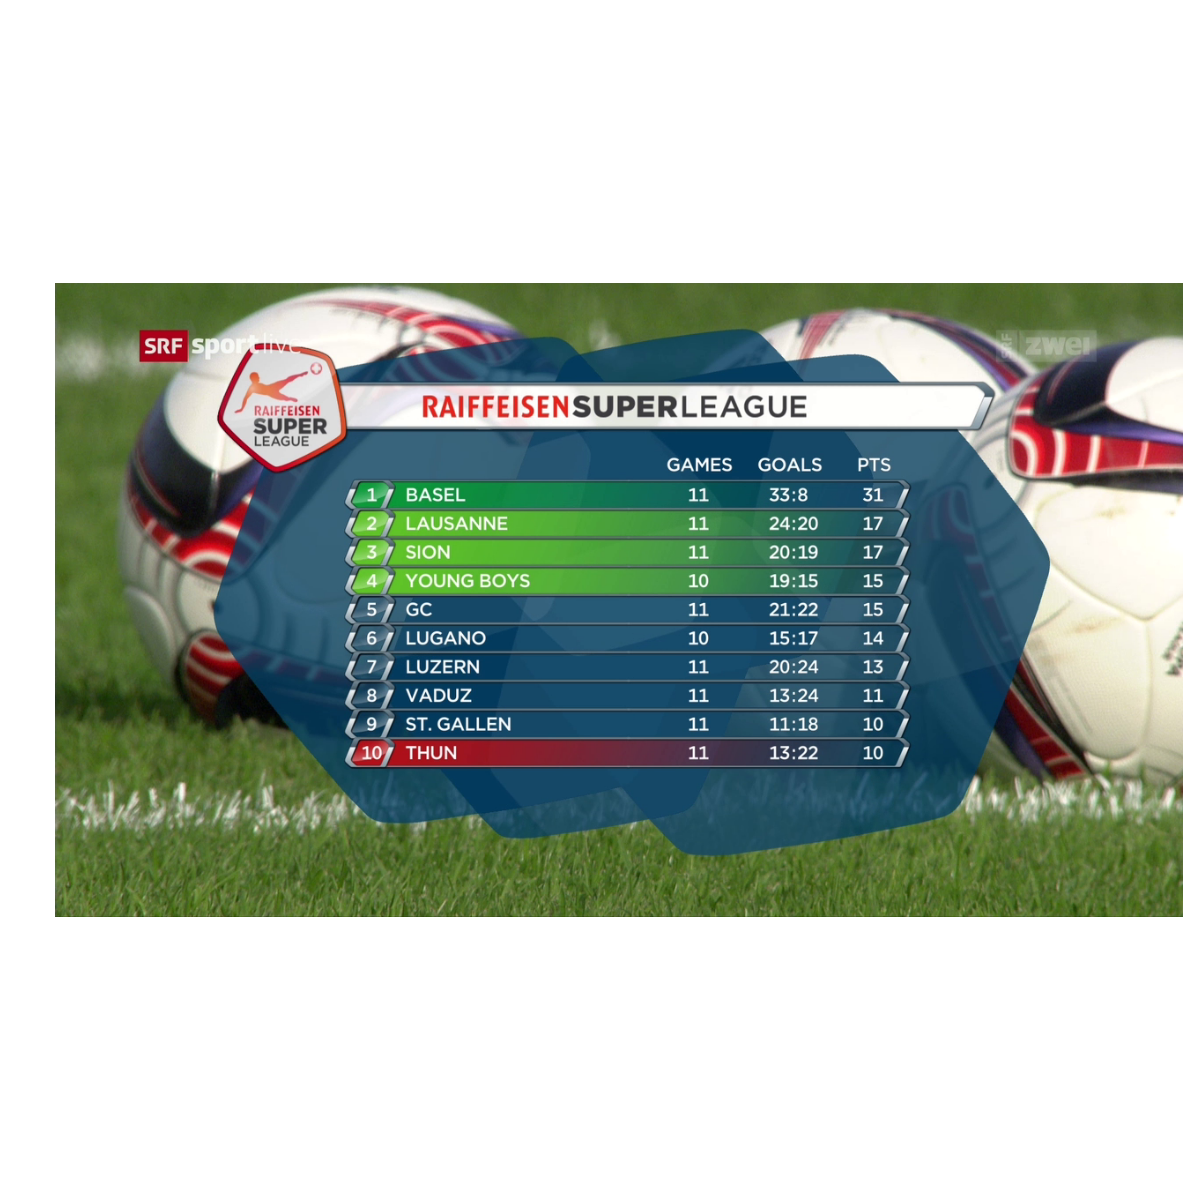 SRF sport live
SRF zwei
RAIFFEISEN
SUPER
LEAGUE
RAIFFEISENSUPERLEAGUE
GAMES GOALS PTS
1 BASEL 11 33:8 31
2 LAUSANNE 11 24:20 17
3 SION 11 20:19 17
4 YOUNG BOYS 10 19:15 15
5 GC 11 21:22 15
6 LUGANO 10 15:17 14
7 LUZERN 11 20:24 13
8 VADUZ 11 13:24 11
9 ST. GALLEN 11 11:18 10
10 THUN 11 13:22 10